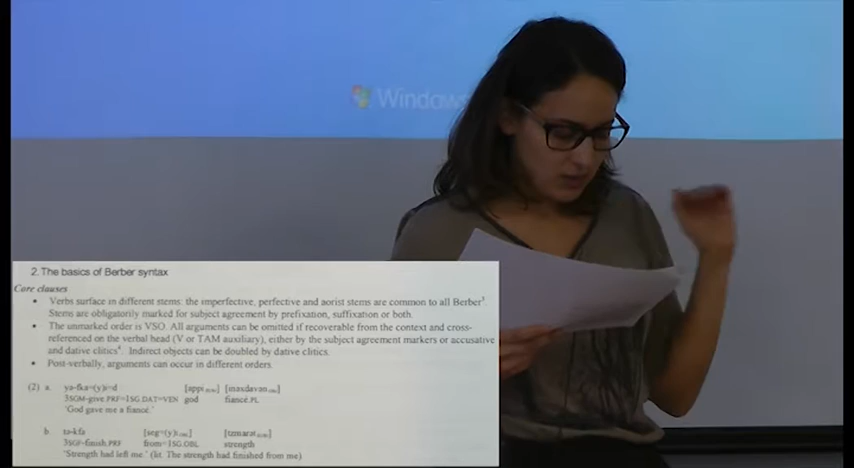 Windows
2. The basics of Berber syntax
Core clauses
• Verbs surface in different stems: the imperfective, perfective and aorist stems are common to all Berber³.
Stems are obligatorily marked for subject agreement by prefixation, suffixation or both.
• The unmarked order is VSO. All arguments can be omitted if recoverable from the context and cross-
referenced on the verbal head (V or TAM auxiliary), either by the subject agreement markers or accusative
and dative clitics⁴. Indirect objects can be doubled by dative clitics.
• Post-verbally, arguments can occur in different orders.
(2) a. ya-fka=(y)i=d
3SGM-give.PRF=1SG.DAT=VEN god fiancé.PL
'God gave me a fiancé.'
b. ta-kfa
3SGF-finish.PRF from=1SG.OBL strength
'Strength had left me.' (lit. The strength had finished from me)